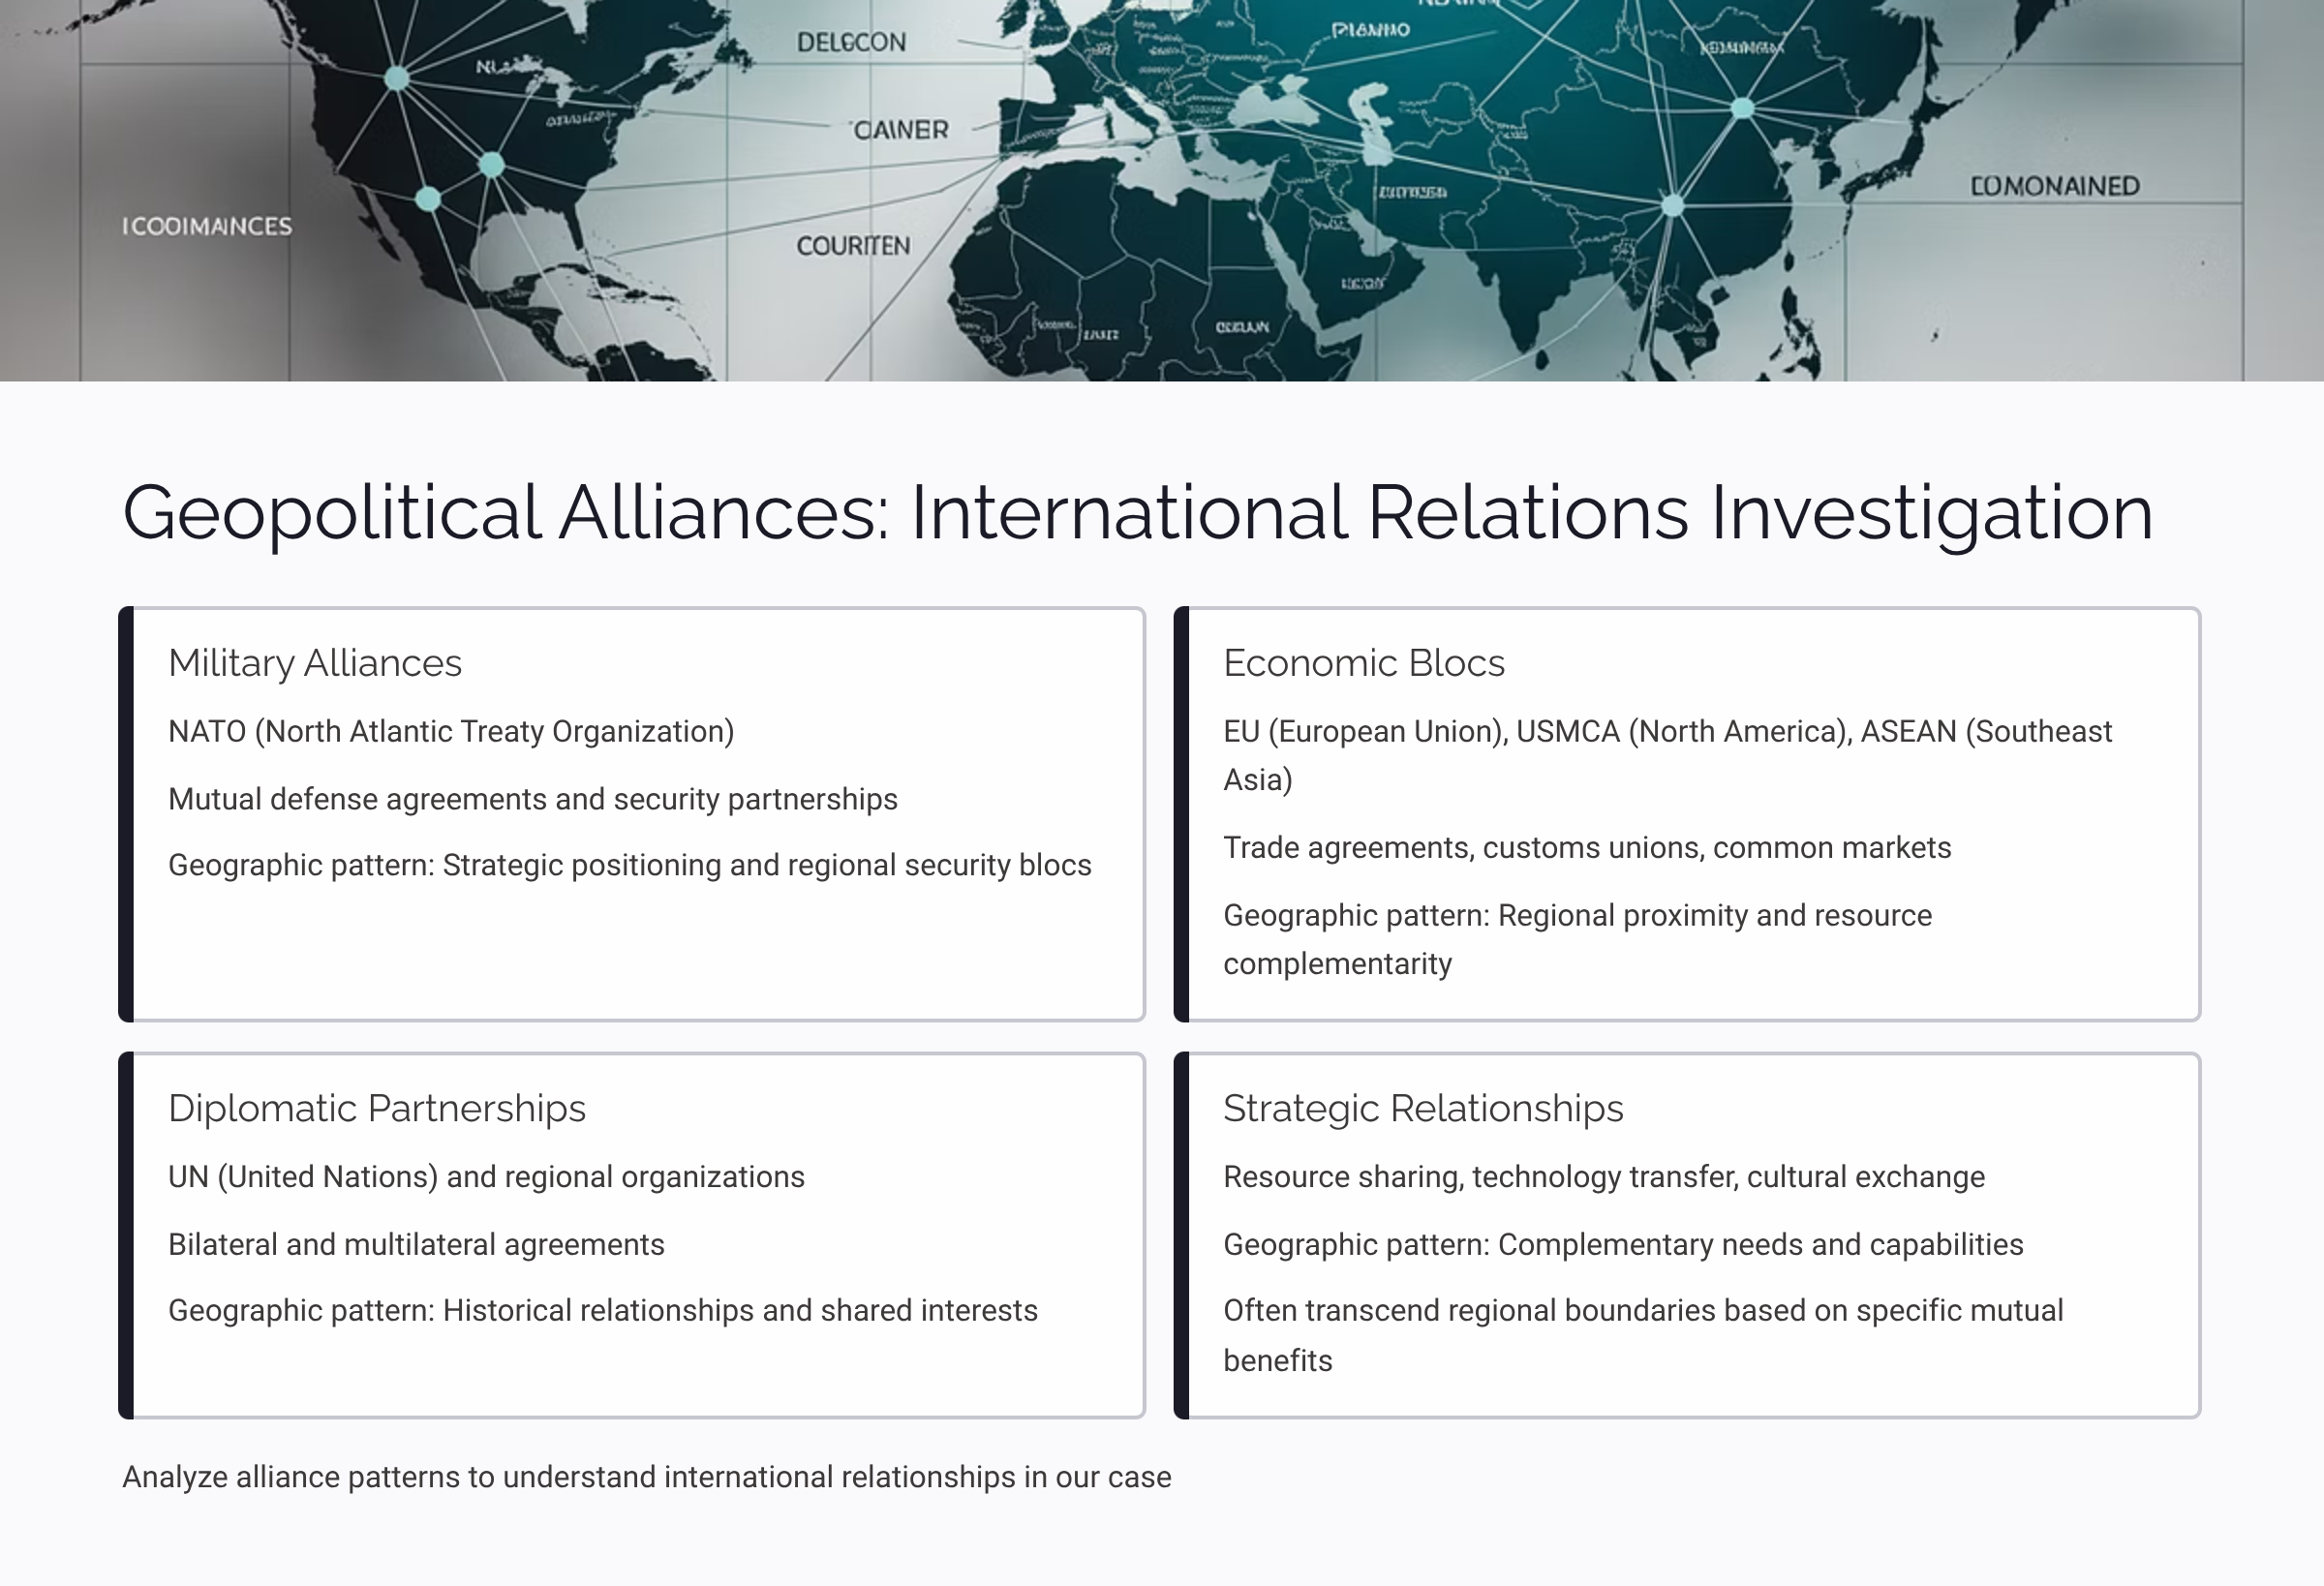 DELCCON
CAINER
COURITEN
ICODIMAINCES
Geopolitical Alliances: International Relations Investigation
Military Alliances
NATO (North Atlantic Treaty Organization)
Mutual defense agreements and security partnerships
Geographic pattern: Strategic positioning and regional security blocs
Economic Blocs
EU (European Union), USMCA (North America), ASEAN (Southeast
Asia)
Trade agreements, customs unions, common markets
Geographic pattern: Regional proximity and resource
complementarity
Diplomatic Partnerships
UN (United Nations) and regional organizations
Bilateral and multilateral agreements
Geographic pattern: Historical relationships and shared interests
Strategic Relationships
Resource sharing, technology transfer, cultural exchange
Geographic pattern: Complementary needs and capabilities
Often transcend regional boundaries based on specific mutual
benefits
Analyze alliance patterns to understand international relationships in our case